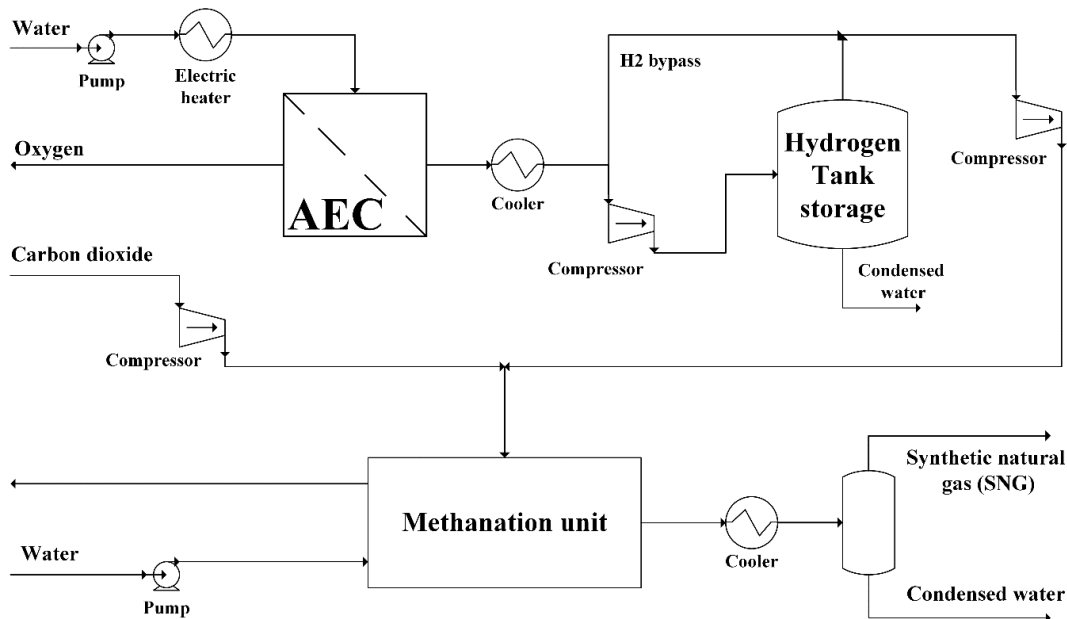 Water
Pump
Electric
heater
H2 bypass
Oxygen
AEC
Cooler
Hydrogen
Tank
storage
Compressor
Compressor
Carbon dioxide
Condensed
water
Compressor
Methanation unit
Synthetic natural
gas (SNG)
Water
Pump
Cooler
Condensed water